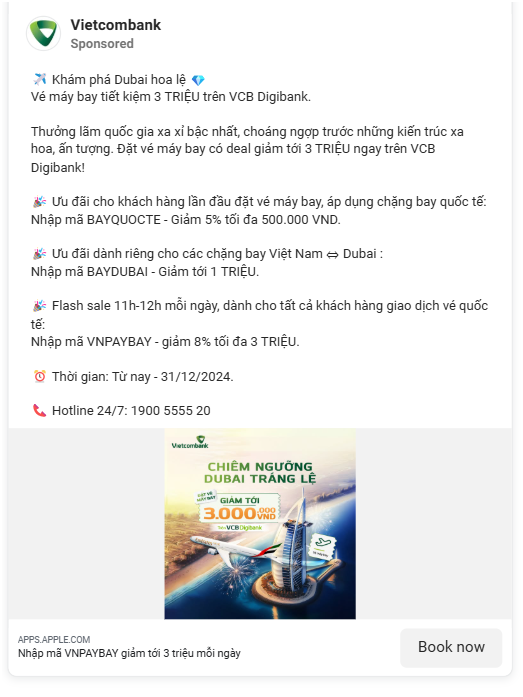 Vietcombank
Sponsored
✈️ Khám phá Dubai hoa lệ 💎
Vé máy bay tiết kiệm 3 TRIỆU trên VCB Digibank.
Thưởng lãm quốc gia xa xỉ bậc nhất, choáng ngợp trước những kiến trúc xa
hoa, ấn tượng. Đặt vé máy bay có deal giảm tới 3 TRIỆU ngay trên VCB
Digibank!
🎉 Ưu đãi cho khách hàng lần đầu đặt vé máy bay, áp dụng chặng bay quốc tế:
Nhập mã BAYQUOCTE - Giảm 5% tối đa 500.000 VND.
🎉 Ưu đãi dành riêng cho các chặng bay Việt Nam ⇔ Dubai :
Nhập mã BAYDUBAI - Giảm tới 1 TRIỆU.
🎉 Flash sale 11h-12h mỗi ngày, dành cho tất cả khách hàng giao dịch vé quốc
tế:
Nhập mã VNPAYBAY - giảm 8% tối đa 3 TRIỆU.
⏰ Thời gian: Từ nay - 31/12/2024.
📞 Hotline 24/7: 1900 5555 20
Vietcombank
CHIÊM NGƯỠNG
DUBAI TRÁNG LỆ
ĐẶT VÉ
MÁY BAY
GIẢM TỚI
3.000.000
VND
VCB Digibank
APPS.APPLE.COM
Nhập mã VNPAYBAY giảm tới 3 triệu mỗi ngày
Book now